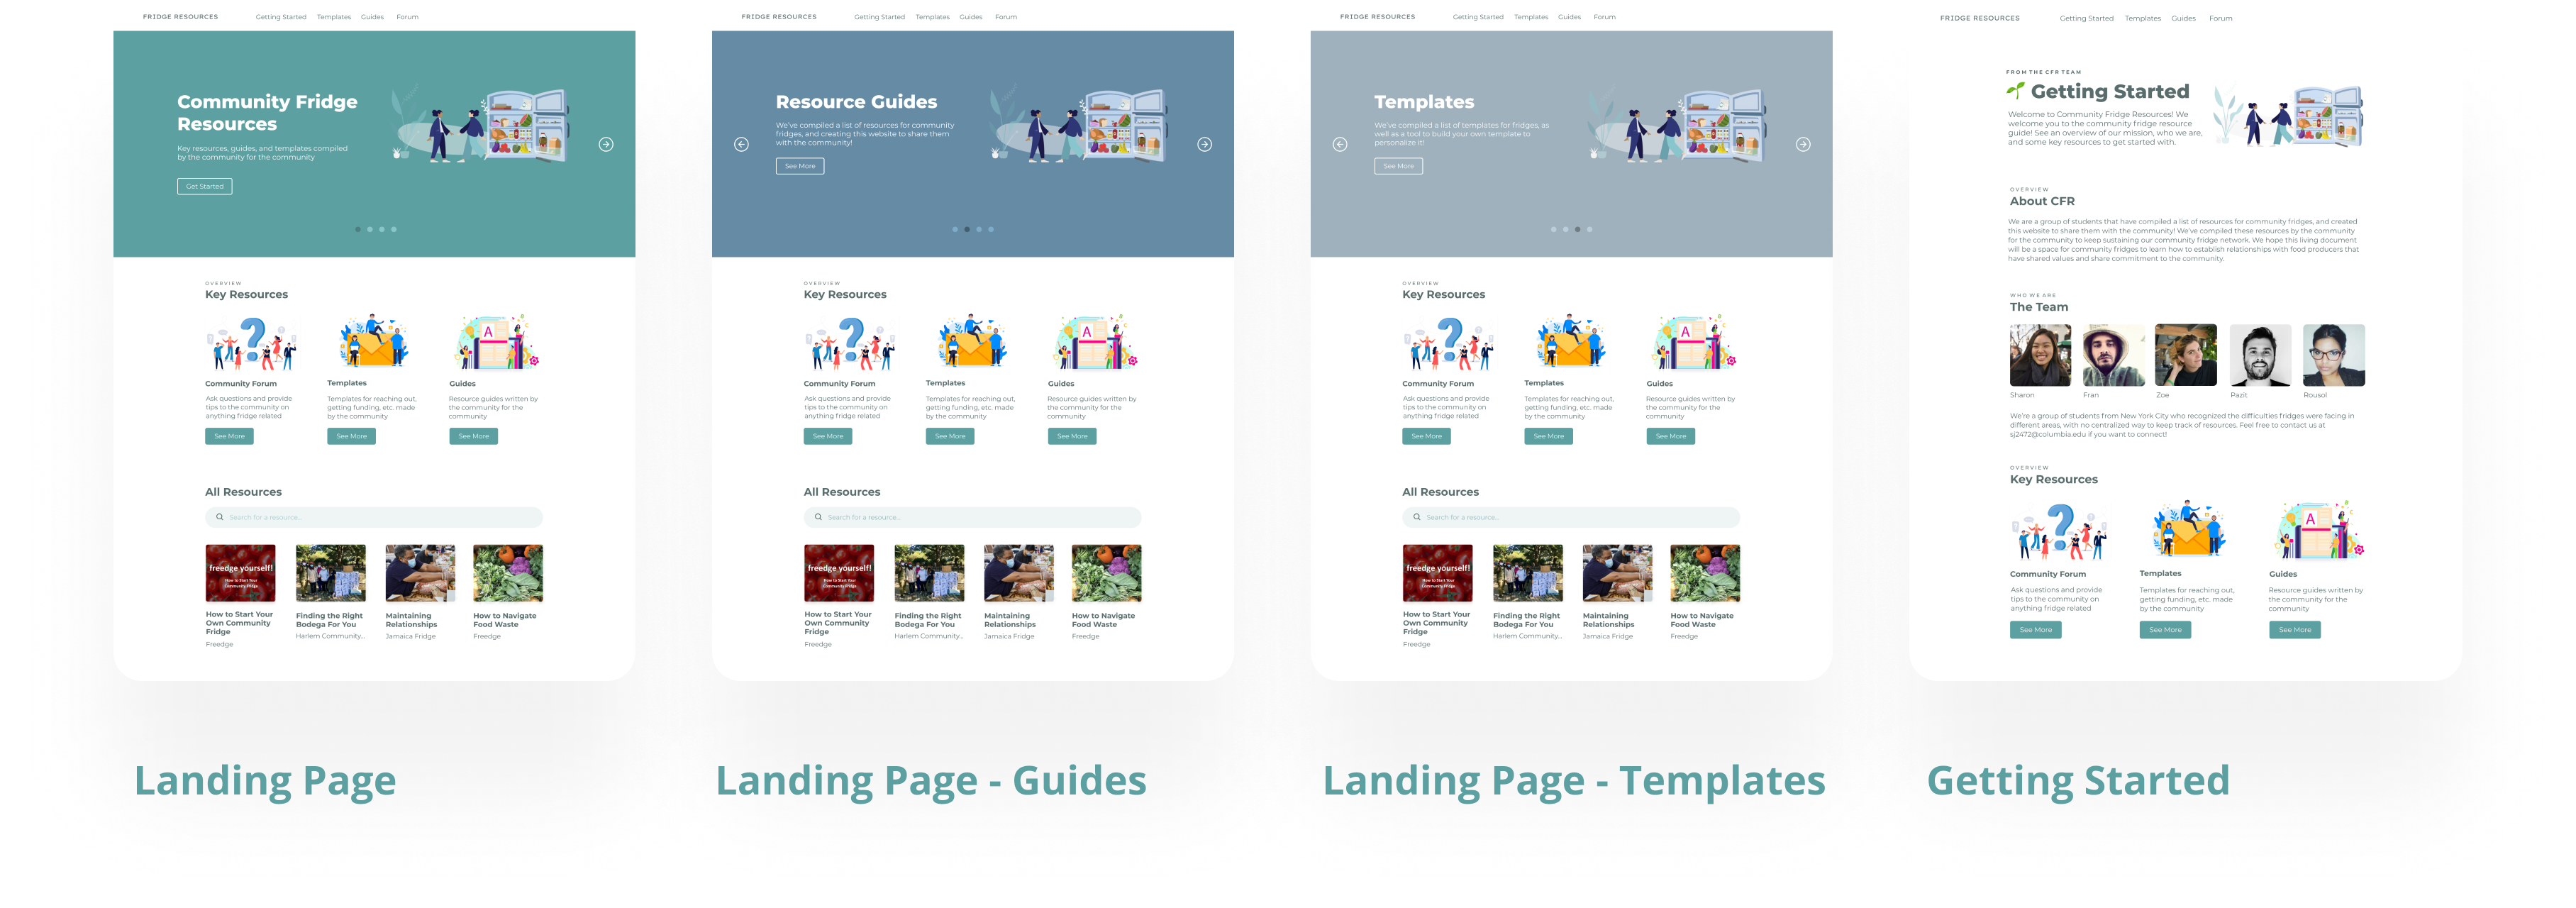 FRIDGE RESOURCES Getting Started Templates Guides Forum
Community Fridge
Resources
Key resources, guides, and templates compiled
by the community for the community
Get Started
OVERVIEW
Key Resources
A
Community Forum
Ask questions and provide
tips to the community on
anything fridge related
See More
Templates
Templates for reaching out,
getting funding, etc. made
by the community
See More
Guides
Resource guides written by
the community for the
community
See More
All Resources
Search for a resource...
freedge yourself!
How to Start Your
Community Fridge
How to Start Your
Own Community
Fridge
Freedge
Finding the Right
Bodega For You
Harlem Community...
Maintaining
Relationships
Jamaica Fridge
How to Navigate
Food Waste
Freedge
Landing Page
FRIDGE RESOURCES Getting Started Templates Guides Forum
Resource Guides
We've compiled a list of resources for community
fridges, and creating this website to share them
with the community!
See More
OVERVIEW
Key Resources
A
Community Forum
Ask questions and provide
tips to the community on
anything fridge related
See More
Templates
Templates for reaching out,
getting funding, etc. made
by the community
See More
Guides
Resource guides written by
the community for the
community
See More
All Resources
Search for a resource...
freedge yourself!
How to Start Your
Community Fridge
How to Start Your
Own Community
Fridge
Freedge
Finding the Right
Bodega For You
Harlem Community...
Maintaining
Relationships
Jamaica Fridge
How to Navigate
Food Waste
Freedge
Landing Page - Guides
FRIDGE RESOURCES Getting Started Templates Guides Forum
Templates
We've compiled a list of templates for fridges, as
well as a tool to build your own template to
personalize it!
See More
OVERVIEW
Key Resources
A
Community Forum
Ask questions and provide
tips to the community on
anything fridge related
See More
Templates
Templates for reaching out,
getting funding, etc. made
by the community
See More
Guides
Resource guides written by
the community for the
community
See More
All Resources
Search for a resource...
freedge yourself!
How to Start Your
Community Fridge
How to Start Your
Own Community
Fridge
Freedge
Finding the Right
Bodega For You
Harlem Community...
Maintaining
Relationships
Jamaica Fridge
How to Navigate
Food Waste
Freedge
Landing Page - Templates
FRIDGE RESOURCES Getting Started Templates Guides Forum
FROM THE CFR TEAM
Getting Started
Welcome to Community Fridge Resources! We
welcome you to the community fridge resource
guide! See an overview of our mission, who we are,
and some key resources to get started with.
OVERVIEW
About CFR
We are a group of students that have compiled a list of resources for community fridges, and created
this website to share them with the community! We've compiled these resources by the community
for the community to keep sustaining our community fridge network. We hope this living document
will be a space for community fridges to learn how to establish relationships with food producers that
have shared values and share commitment to the community.
WHO WE ARE
The Team
Sharon Fran Zoe Pazit Rousol
We're a group of students from New York City who recognized the difficulties fridges were facing in
different areas, with no centralized way to keep track of resources. Feel free to contact us at
sj2472@columbia.edu if you want to connect!
OVERVIEW
Key Resources
A
Community Forum
Ask questions and provide
tips to the community on
anything fridge related
See More
Templates
Templates for reaching out,
getting funding, etc. made
by the community
See More
Guides
Resource guides written by
the community for the
community
See More
Getting Started